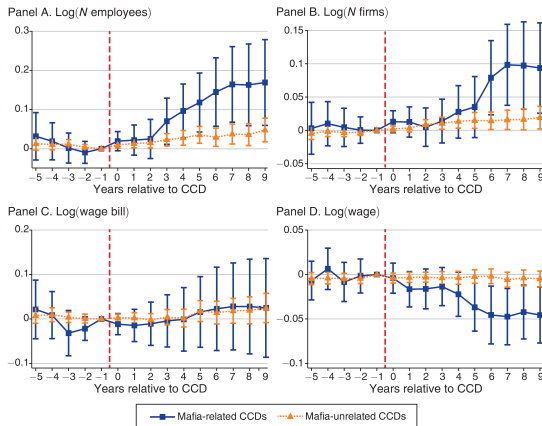 Panel A. Log(N employees)
0.3
0.2
0.1
0
−5 −4 −3 −2 −1 0 1 2 3 4 5 6 7 8 9
Years relative to CCD
Panel B. Log(N firms)
0.15
0.1
0.05
0
−0.05
−5 −4 −3 −2 −1 0 1 2 3 4 5 6 7 8 9
Years relative to CCD
Panel C. Log(wage bill)
0.2
0.1
0
−0.1
−5 −4 −3 −2 −1 0 1 2 3 4 5 6 7 8 9
Years relative to CCD
Panel D. Log(wage)
0.05
0
−0.05
−0.1
−5 −4 −3 −2 −1 0 1 2 3 4 5 6 7 8 9
Years relative to CCD
Mafia-related CCDs
Mafia-unrelated CCDs